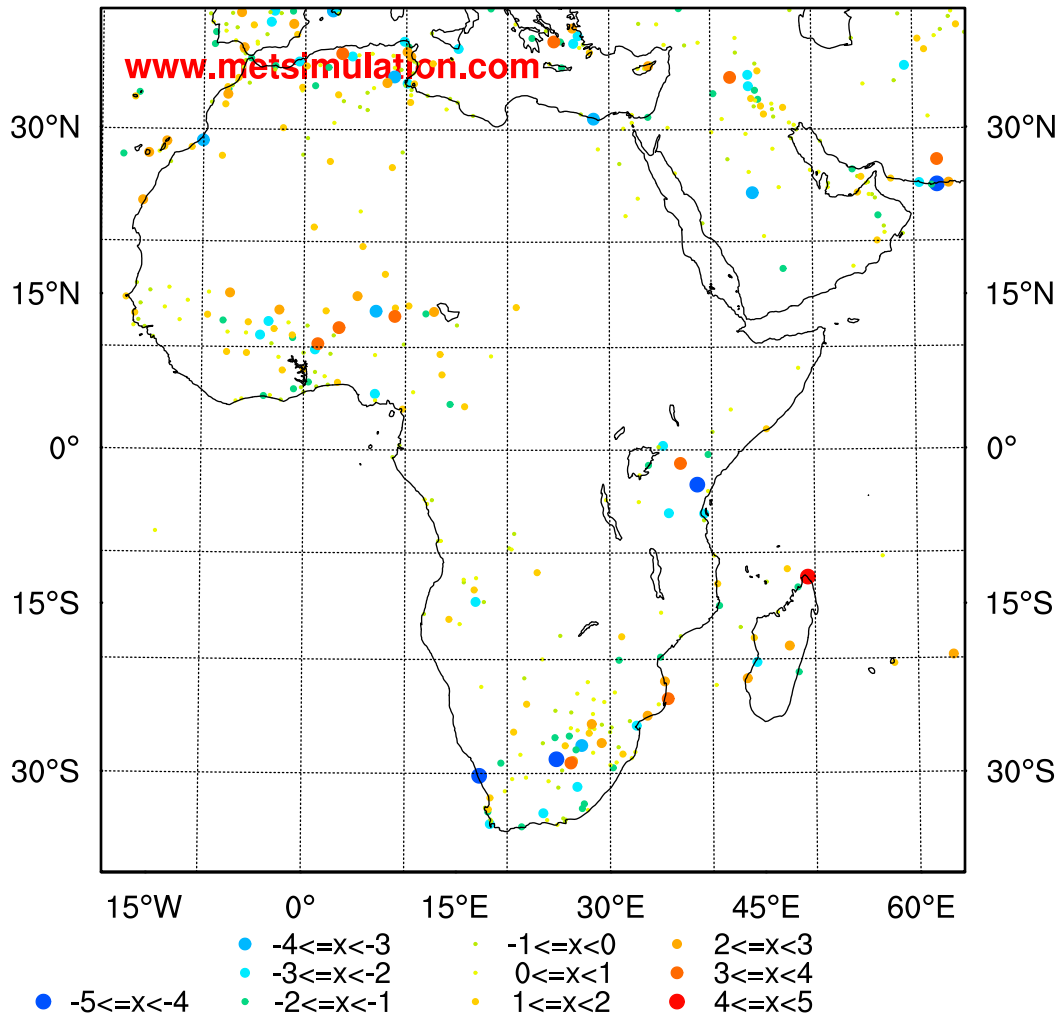 www.metsimulation.com
30°N 30°N
15°N 15°N
0° 0°
15°S 15°S
30°S 30°S
15°W 0° 15°E 30°E 45°E 60°E
-4<=x<-3 -1<=x<0 2<=x<3
-3<=x<-2 0<=x<1 3<=x<4
-5<=x<-4 -2<=x<-1 1<=x<2 4<=x<5